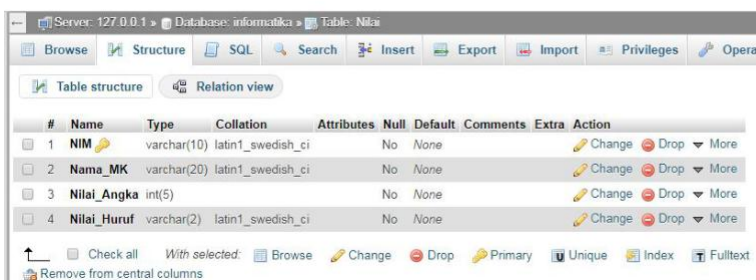 Server: 127.0.0.1 » Database: informatika » Table: Nilai
Browse Structure SQL Search Insert Export Import Privileges Opera
Table structure Relation view
# Name Type Collation Attributes Null Default Comments Extra Action
1 NIM varchar(10) latin1_swedish_ci No None Change Drop More
2 Nama_MK varchar(20) latin1_swedish_ci No None Change Drop More
3 Nilai_Angka int(5) No None Change Drop More
4 Nilai_Huruf varchar(2) latin1_swedish_ci No None Change Drop More
Check all With selected: Browse Change Drop Primary Unique Index Fulltext
Remove from central columns